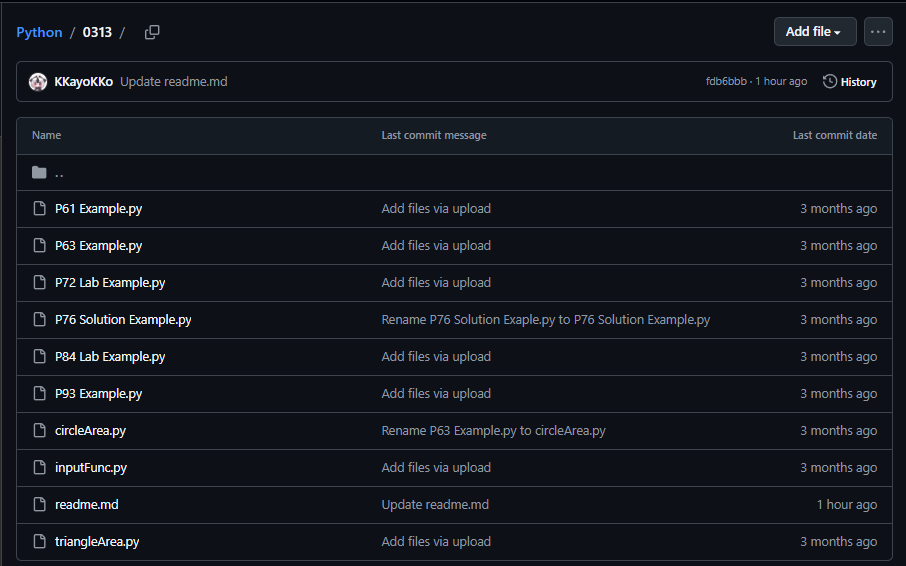 Python / 0313 /
Add file
KKayoKKo Update readme.md fdb6bbb · 1 hour ago History
Name Last commit message Last commit date
..
P61 Example.py Add files via upload 3 months ago
P63 Example.py Add files via upload 3 months ago
P72 Lab Example.py Add files via upload 3 months ago
P76 Solution Example.py Rename P76 Solution Exaple.py to P76 Solution Example.py 3 months ago
P84 Lab Example.py Add files via upload 3 months ago
P93 Example.py Add files via upload 3 months ago
circleArea.py Rename P63 Example.py to circleArea.py 3 months ago
inputFunc.py Add files via upload 3 months ago
readme.md Update readme.md 1 hour ago
triangleArea.py Add files via upload 3 months ago